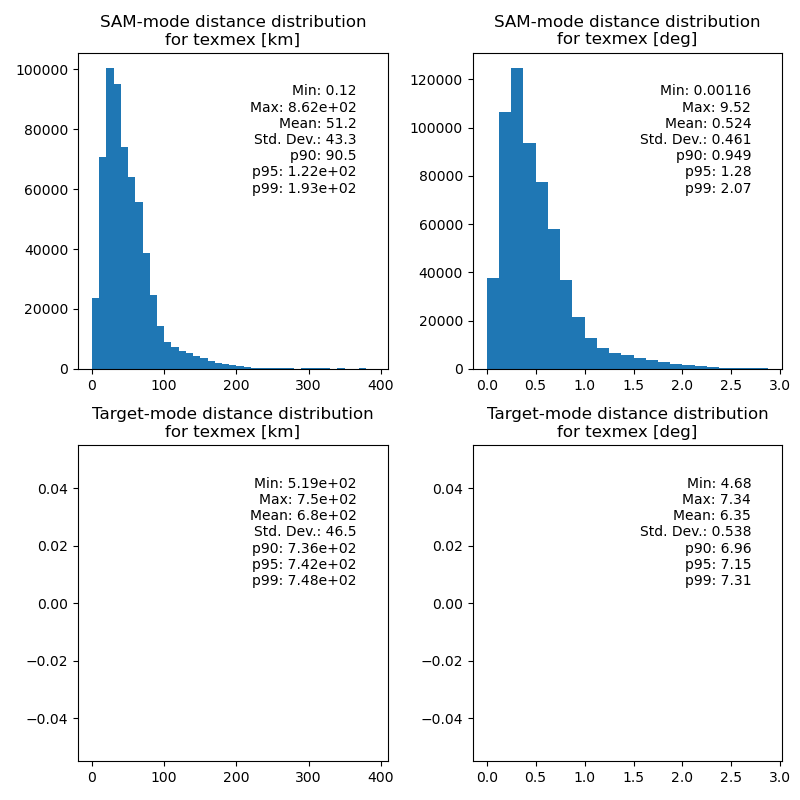 SAM-mode distance distribution
for texmex [km]
Min: 0.12
Max: 8.62e+02
Mean: 51.2
Std. Dev.: 43.3
p90: 90.5
p95: 1.22e+02
p99: 1.93e+02
100000
80000
60000
40000
20000
0
0 100 200 300 400
SAM-mode distance distribution
for texmex [deg]
Min: 0.00116
Max: 9.52
Mean: 0.524
Std. Dev.: 0.461
p90: 0.949
p95: 1.28
p99: 2.07
120000
100000
80000
60000
40000
20000
0
0.0 0.5 1.0 1.5 2.0 2.5 3.0
Target-mode distance distribution
for texmex [km]
Min: 5.19e+02
Max: 7.5e+02
Mean: 6.8e+02
Std. Dev.: 46.5
p90: 7.36e+02
p95: 7.42e+02
p99: 7.48e+02
0.04
0.02
0.00
−0.02
−0.04
0 100 200 300 400
Target-mode distance distribution
for texmex [deg]
Min: 4.68
Max: 7.34
Mean: 6.35
Std. Dev.: 0.538
p90: 6.96
p95: 7.15
p99: 7.31
0.04
0.02
0.00
−0.02
−0.04
0.0 0.5 1.0 1.5 2.0 2.5 3.0